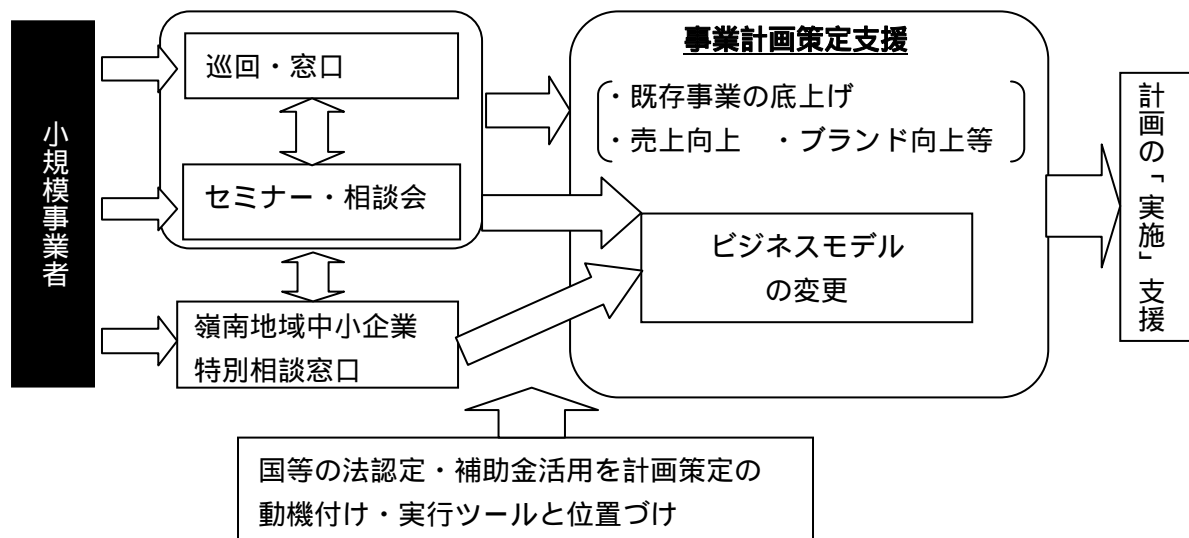 小規模事業者
巡回・窓口
セミナー・相談会
嶺南地域中小企業
特別相談窓口
事業計画策定支援
・既存事業の底上げ
・売上向上　・ブランド向上等
ビジネスモデル
の変更
計画の「実施」支援
国等の法認定・補助金活用を計画策定の
動機付け・実行ツールと位置づけ